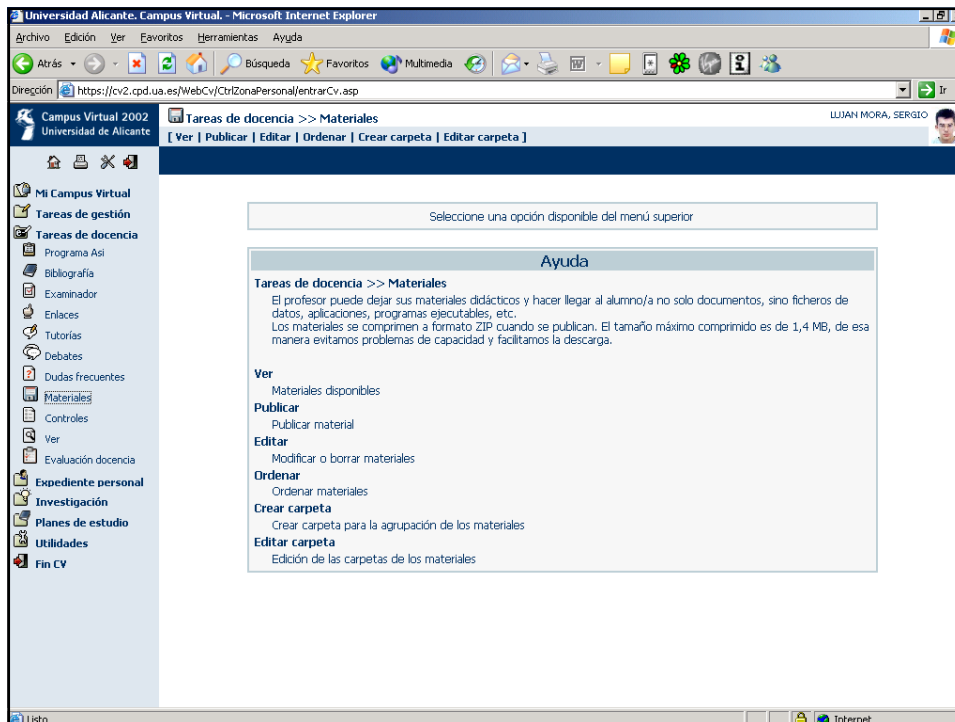 Universidad Alicante. Campus Virtual. - Microsoft Internet Explorer
Archivo Edición Ver Favoritos Herramientas Ayuda
Atrás Búsqueda Favoritos Multimedia
Dirección https://cv2.cpd.ua.es/WebCv/CtrlZonaPersonal/entrarCv.asp Ir
Campus Virtual 2002
Universidad de Alicante
Tareas de docencia >> Materiales
LUJAN MORA, SERGIO
[ Ver | Publicar | Editar | Ordenar | Crear carpeta | Editar carpeta ]
Mi Campus Virtual
Tareas de gestión
Tareas de docencia
Programa Asi
Bibliografía
Examinador
Enlaces
Tutorías
Debates
Dudas frecuentes
Materiales
Controles
Ver
Evaluación docencia
Expediente personal
Investigación
Planes de estudio
Utilidades
Fin CV
Seleccione una opción disponible del menú superior
Ayuda
Tareas de docencia >> Materiales
El profesor puede dejar sus materiales didácticos y hacer llegar al alumno/a no solo documentos, sino ficheros de
datos, aplicaciones, programas ejecutables, etc.
Los materiales se comprimen a formato ZIP cuando se publican. El tamaño máximo comprimido es de 1,4 MB, de esa
manera evitamos problemas de capacidad y facilitamos la descarga.
Ver
Materiales disponibles
Publicar
Publicar material
Editar
Modificar o borrar materiales
Ordenar
Ordenar materiales
Crear carpeta
Crear carpeta para la agrupación de los materiales
Editar carpeta
Edición de las carpetas de los materiales
Listo Internet